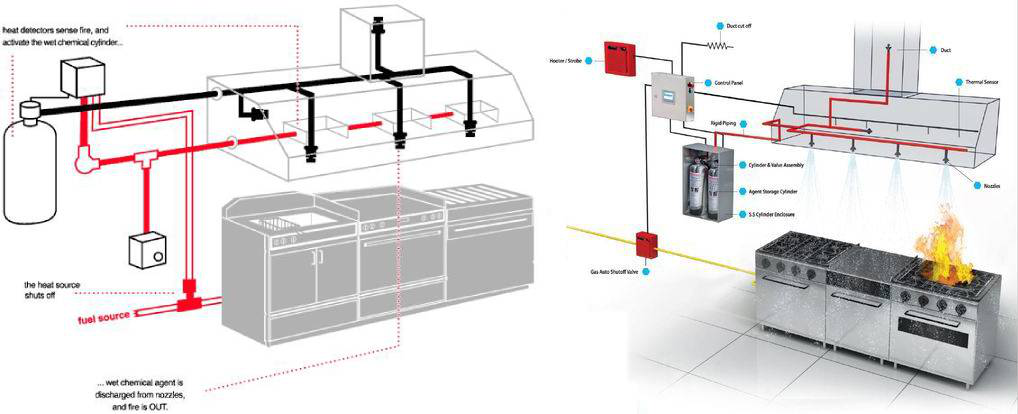 heat detectors sense fire, and
activate the wet chemical cylinder...
the heat source
shuts off
fuel source
... wet chemical agent is
discharged from nozzles,
and fire is OUT.
Duct cut off
Hooter / Strobe
Control Panel
Duct
Thermal Sensor
Rigid Piping
Cylinder & Valve Assembly
Agent Storage Cylinder
S.S Cylinder Enclosure
Nozzles
Gas Auto Shutoff Valve